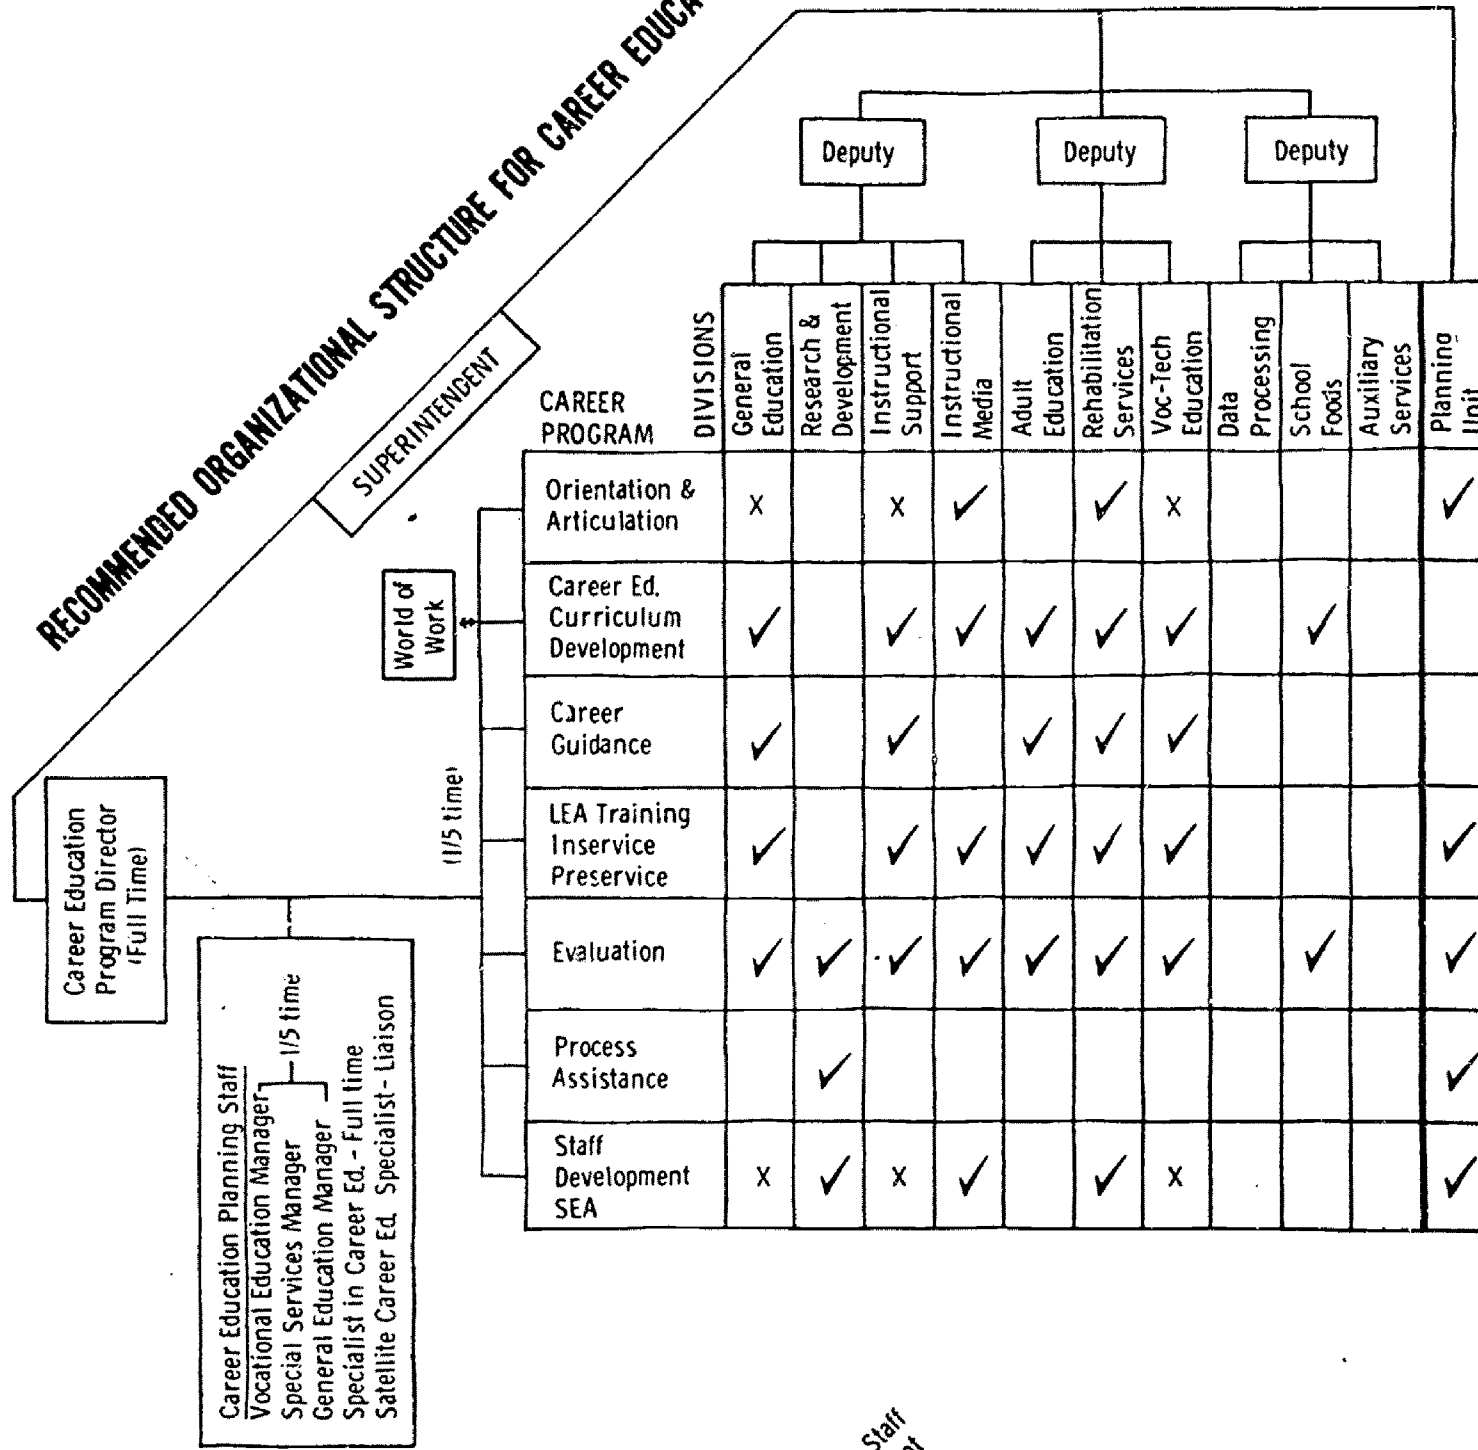 RECOMMENDED ORGANIZATIONAL STRUCTURE FOR CAREER EDUCA
SUPERINTENDENT
Deputy
Deputy
Deputy
Career Education
Program Director
(Full Time)
Career Education Planning Staff
Vocational Education Manager
Special Services Manager
General Education Manager
1/5 time
Specialist in Career Ed. - Full time
Satellite Career Ed. Specialist - Liaison
World of
Work
(1/5 time)
CAREER
PROGRAM
DIVISIONS
General
Education
Research &
Development
Instructional
Support
Instructional
Media
Adult
Education
Rehabilitation
Services
Voc-Tech
Education
Data
Processing
School
Foods
Auxiliary
Services
Planning
Unit
Orientation &
Articulation
x x ✓ ✓ x ✓
Career Ed.
Curriculum
Development
✓ ✓ ✓ ✓ ✓ ✓ ✓
Career
Guidance
✓ ✓ ✓ ✓ ✓
LEA Training
Inservice
Preservice
✓ ✓ ✓ ✓ ✓ ✓ ✓
Evaluation
✓ ✓ ✓ ✓ ✓ ✓ ✓ ✓ ✓
Process
Assistance
✓ ✓
Staff
Development
SEA
x ✓ x ✓ ✓ x ✓
Staff